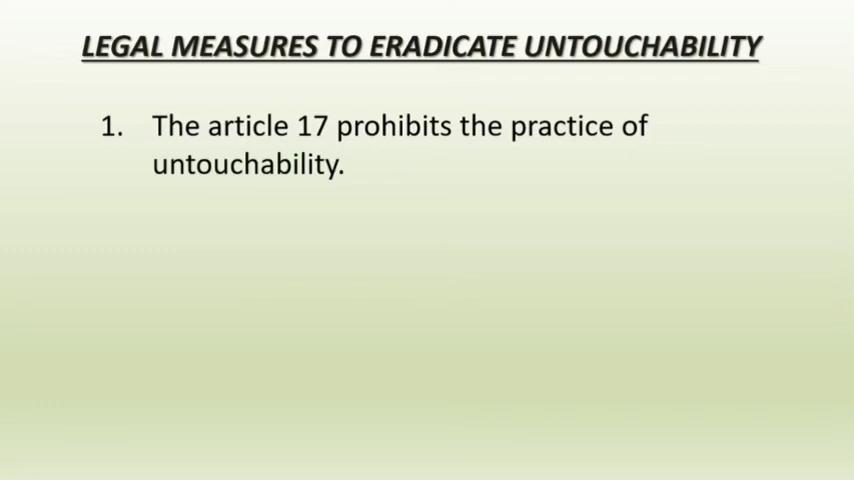 LEGAL MEASURES TO ERADICATE UNTOUCHABILITY
1. The article 17 prohibits the practice of
untouchability.